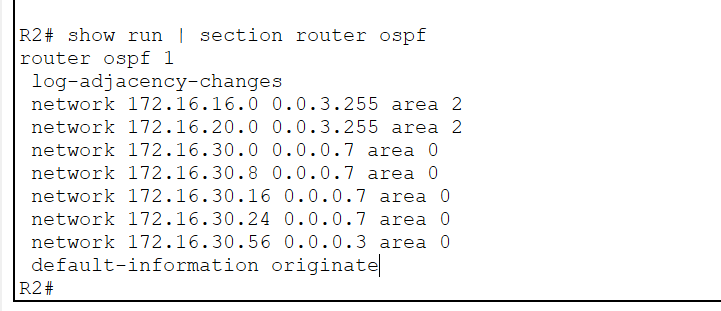 R2# show run | section router ospf
router ospf 1
log-adjacency-changes
network 172.16.16.0 0.0.3.255 area 2
network 172.16.20.0 0.0.3.255 area 2
network 172.16.30.0 0.0.0.7 area 0
network 172.16.30.8 0.0.0.7 area 0
network 172.16.30.16 0.0.0.7 area 0
network 172.16.30.24 0.0.0.7 area 0
network 172.16.30.56 0.0.0.3 area 0
default-information originate
R2#